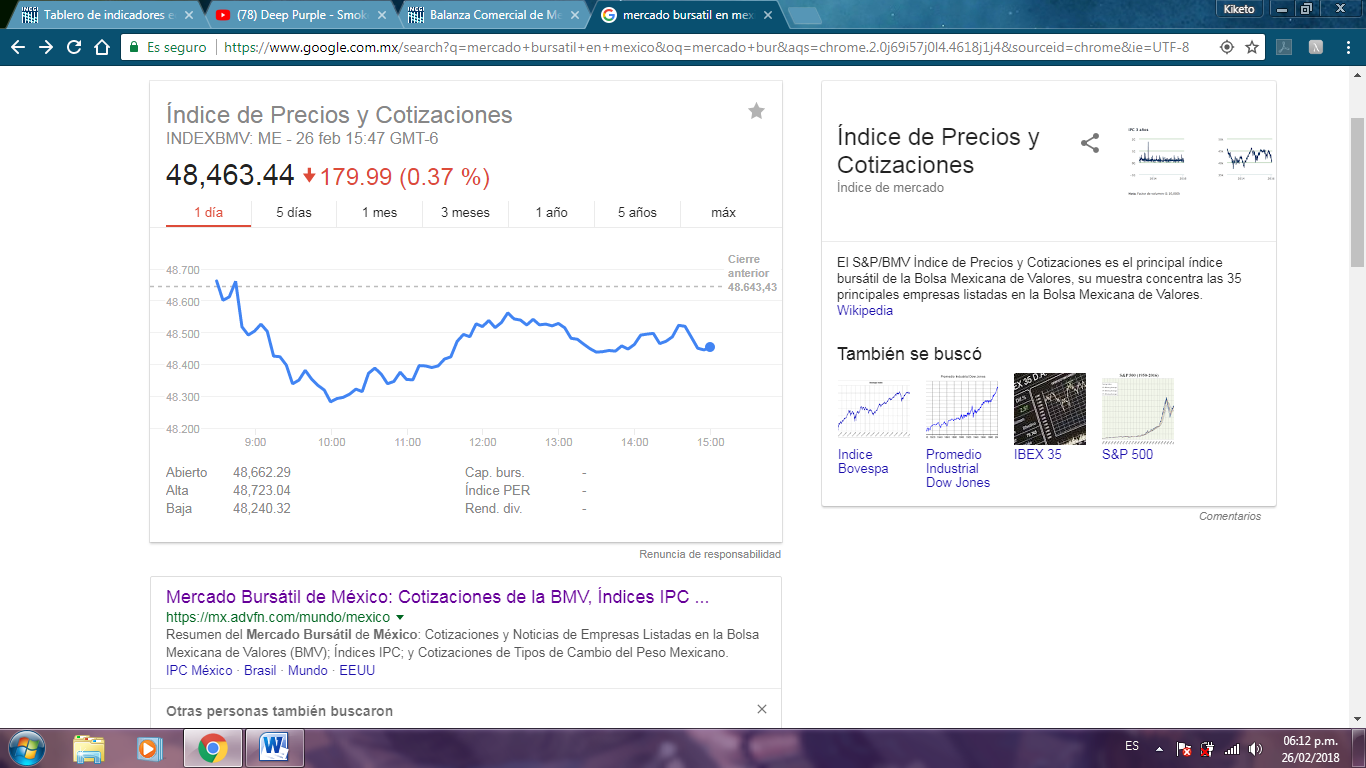 Tablero de indicadores e
(78) Deep Purple - Smok
Balanza Comercial de Me
mercado bursatil en mex
Kiketo
Es seguro
https://www.google.com.mx/search?q=mercado+bursatil+en+mexico&oq=mercado+bur&aqs=chrome.2.0j69i57j0l4.4618j1j4&sourceid=chrome&ie=UTF-8
Índice de Precios y Cotizaciones
INDEXBMV: ME - 26 feb 15:47 GMT-6
48,463.44 179.99 (0.37 %)
1 día 5 días 1 mes 3 meses 1 año 5 años máx
Cierre
anterior
48.643,43
48.700
48.600
48.500
48.400
48.300
48.200
9:00 10:00 11:00 12:00 13:00 14:00 15:00
Abierto 48,662.29 Cap. burs. -
Alta 48,723.04 Índice PER -
Baja 48,240.32 Rend. div. -
Renuncia de responsabilidad
Mercado Bursátil de México: Cotizaciones de la BMV, Índices IPC ...
https://mx.advfn.com/mundo/mexico
Resumen del Mercado Bursátil de México: Cotizaciones y Noticias de Empresas Listadas en la Bolsa
Mexicana de Valores (BMV); Índices IPC; y Cotizaciones de Tipos de Cambio del Peso Mexicano.
IPC México · Brasil · Mundo · EEUU
Otras personas también buscaron
Índice de Precios y
Cotizaciones
Índice de mercado
IPC 3 años
El S&P/BMV Índice de Precios y Cotizaciones es el principal índice
bursátil de la Bolsa Mexicana de Valores, su muestra concentra las 35
principales empresas listadas en la Bolsa Mexicana de Valores.
Wikipedia
También se buscó
Indice
Bovespa
Promedio
Industrial
Dow Jones
IBEX 35
S&P 500
Comentarios
ES
06:12 p.m.
26/02/2018